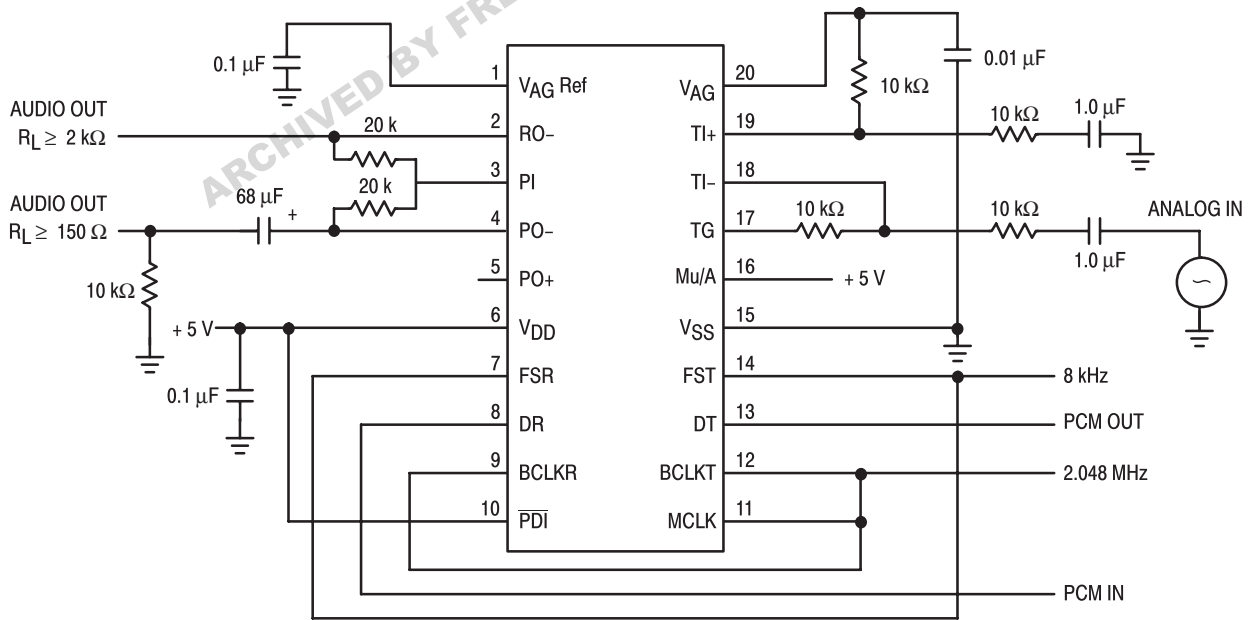 ARCHIVED BY FRE
0.1 µF
AUDIO OUT
RL ≥ 2 kΩ
20 k
20 k
AUDIO OUT
RL ≥ 150 Ω
68 µF
+
10 kΩ
+ 5 V
0.1 µF
1 VAG Ref
2 RO–
3 PI
4 PO–
5 PO+
6 VDD
7 FSR
8 DR
9 BCLKR
10 PDI
VAG 20
TI+ 19
TI– 18
TG 17
Mu/A 16
VSS 15
FST 14
DT 13
BCLKT 12
MCLK 11
0.01 µF
10 kΩ
10 kΩ
1.0 µF
10 kΩ
10 kΩ
1.0 µF
ANALOG IN
+ 5 V
8 kHz
PCM OUT
2.048 MHz
PCM IN